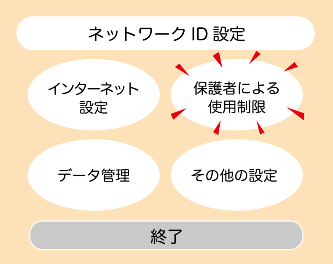 ネットワーク ID 設定
インターネット
設定
保護者による
使用制限
データ管理
その他の設定
終了